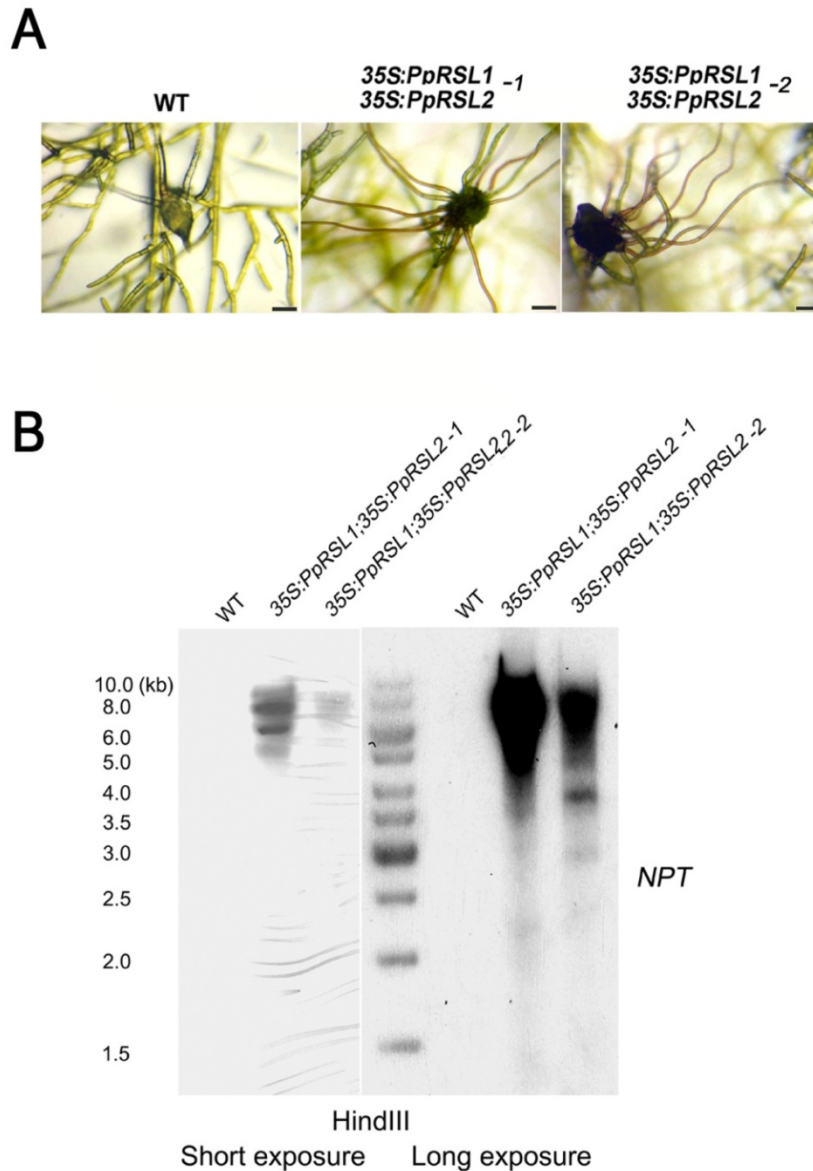 A
WT
35S:PpRSL1 -1
35S:PpRSL2
35S:PpRSL1 -2
35S:PpRSL2
B
WT
35S:PpRSL1;35S:PpRSL2 -1
35S:PpRSL1;35S:PpRSL2,2 -2
WT
35S:PpRSL1;35S:PpRSL2 -1
35S:PpRSL1;35S:PpRSL2 -2
10.0 (kb)
8.0
6.0
5.0
4.0
3.5
3.0
2.5
2.0
1.5
NPT
HindIII
Short exposure
Long exposure